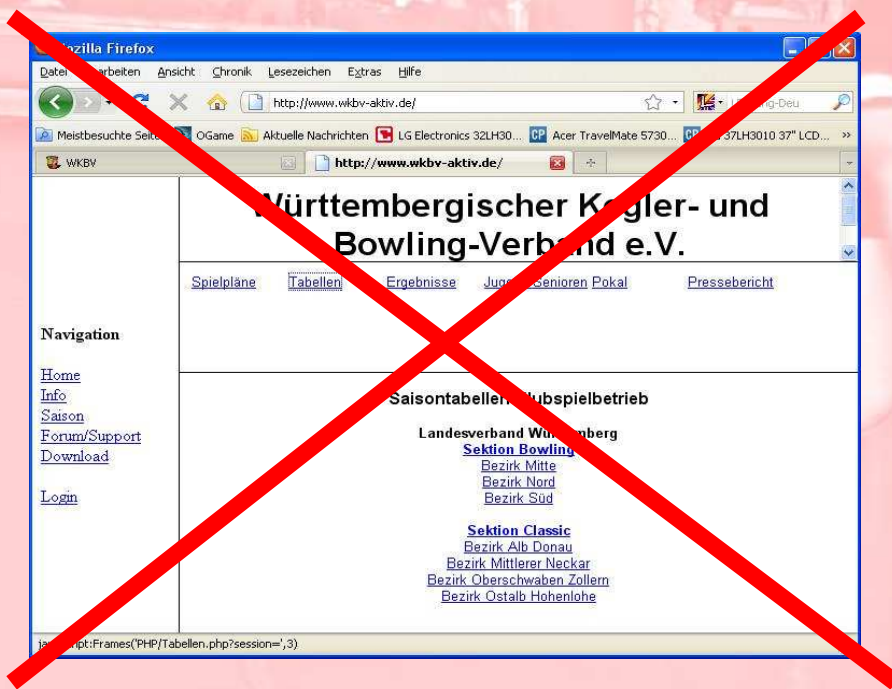 Mozilla Firefox
Datei Bearbeiten Ansicht Chronik Lesezeichen Extras Hilfe
http://www.wkbv-aktiv.de/
Meistbesuchte OGame Aktuelle Nachrichten LG Electronics 32LH30... Acer TravelMate 5730... 37LH3010 37" LCD... »
WKBV http://www.wkbv-aktiv.de/
Württembergischer Kegler- und
Bowling-Verband e.V.
Spielpläne Tabellen Ergebnisse Senioren Pokal Pressebericht
Navigation
Home
Info
Saison
Forum/Support
Download
Login
Saisontabellen Clubspielbetrieb
Landesverband Württemberg
Sektion Bowling
Bezirk Mitte
Bezirk Nord
Bezirk Süd
Sektion Classic
Bezirk Alb Donau
Bezirk Mittlerer Neckar
Bezirk Oberschwaben Zollern
Bezirk Ostalb Hohenlohe
javascript:Frames('PHP/Tabellen.php?session=',3)